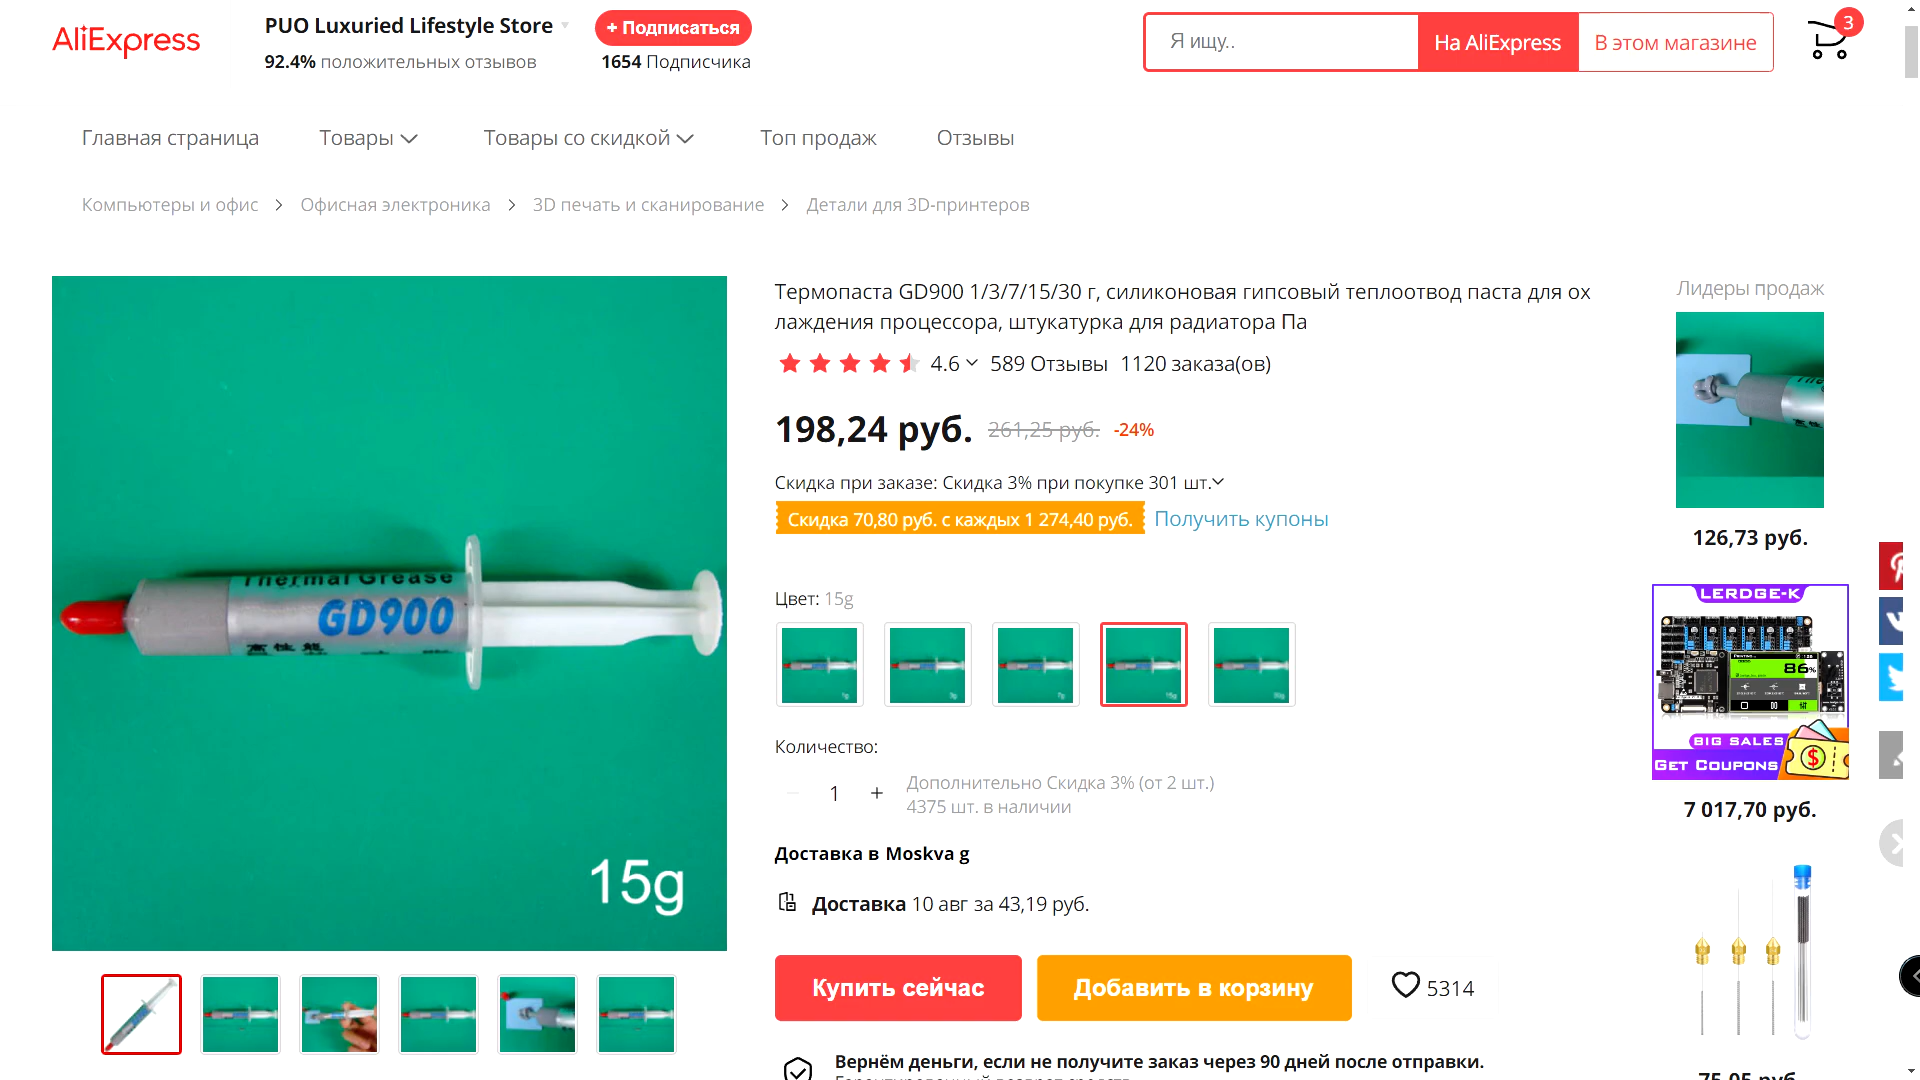 AliExpress
PUO Luxuried Lifestyle Store
92.4% положительных отзывов
+ Подписаться
1654 Подписчика
Я ищу..
На AliExpress
В этом магазине
3
Главная страница
Товары
Товары со скидкой
Топ продаж
Отзывы
Компьютеры и офис
Офисная электроника
3D печать и сканирование
Детали для 3D-принтеров
Thermal Grease
GD900
高性能
15g
Термопаста GD900 1/3/7/15/30 г, силиконовая гипсовый теплоотвод паста для ох
лаждения процессора, штукатурка для радиатора Па
4.6
589 Отзывы
1120 заказа(ов)
198,24 руб.
261,25 руб.
-24%
Скидка при заказе: Скидка 3% при покупке 301 шт.
Скидка 70,80 руб. с каждых 1 274,40 руб.
Получить купоны
Цвет: 15g
Количество:
1
+
Дополнительно Скидка 3% (от 2 шт.)
4375 шт. в наличии
Доставка в Moskva g
Доставка 10 авг за 43,19 руб.
Купить сейчас
Добавить в корзину
5314
Вернём деньги, если не получите заказ через 90 дней после отправки.
Лидеры продаж
126,73 руб.
LERDGE-K
86%
BIG SALES
GET COUPONS
7 017,70 руб.
75,05 руб.